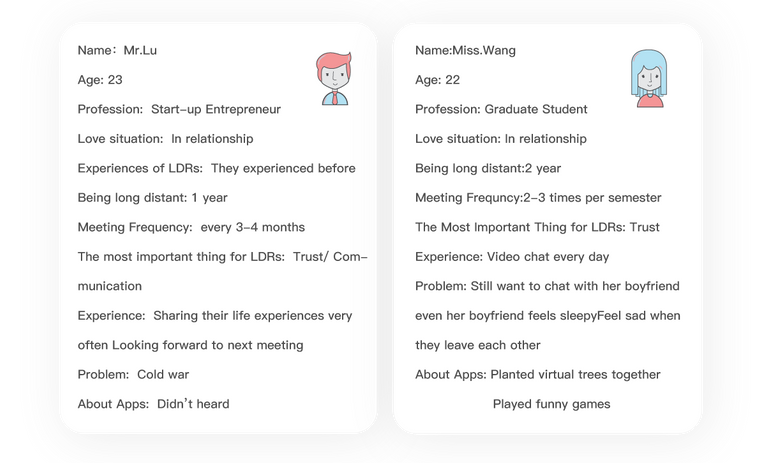 Name: Mr.Lu
Age: 23
Profession: Start-up Entrepreneur
Love situation: In relationship
Experiences of LDRs: They experienced before
Being long distant: 1 year
Meeting Frequency: every 3-4 months
The most important thing for LDRs: Trust/ Com-
munication
Experience: Sharing their life experiences very
often Looking forward to next meeting
Problem: Cold war
About Apps: Didn't heard
Name:Miss.Wang
Age: 22
Profession: Graduate Student
Love situation: In relationship
Being long distant:2 year
Meeting Frequncy:2-3 times per semester
The Most Important Thing for LDRs: Trust
Experience: Video chat every day
Problem: Still want to chat with her boyfriend
even her boyfriend feels sleepyFeel sad when
they leave each other
About Apps: Planted virtual trees together
Played funny games